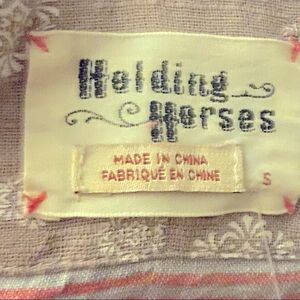 Holding
Horses
MADE IN CHINA
FABRIQUÉ EN CHINE
S